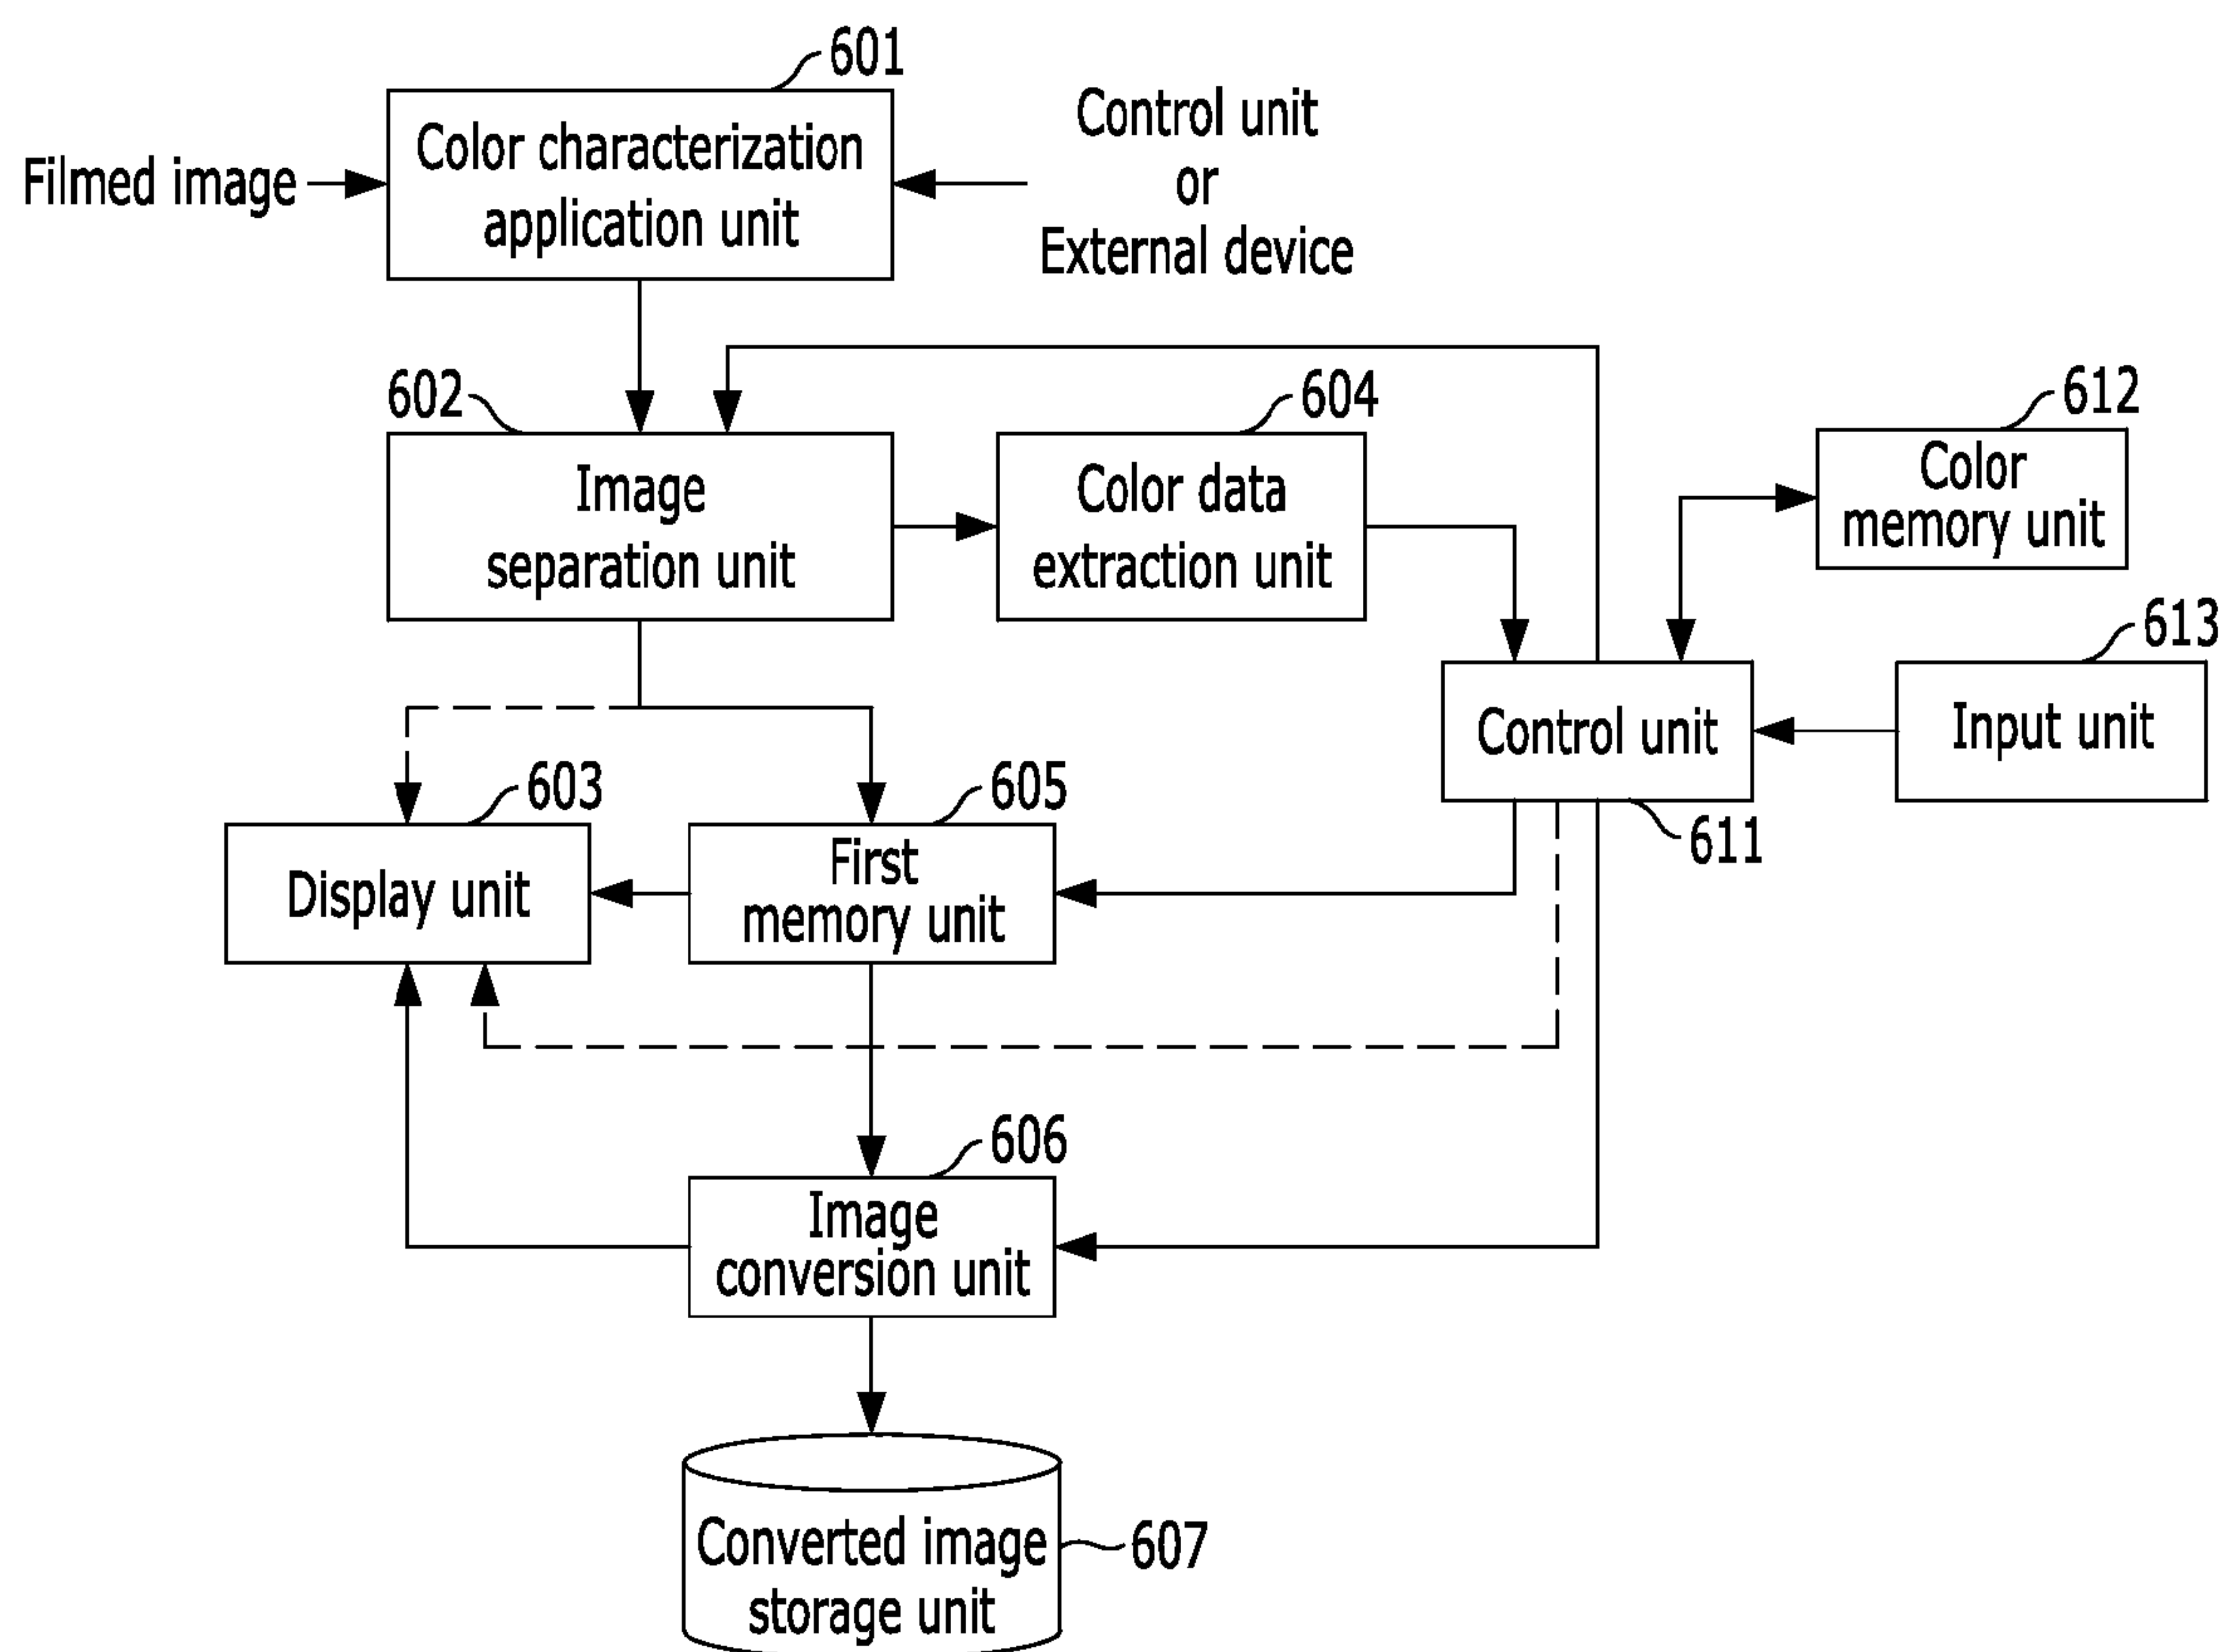 601
Color characterization
application unit
Filmed image
Control unit
or
External device
602
Image
separation unit
604
Color data
extraction unit
612
Color
memory unit
613
Input unit
Control unit
611
603
Display unit
605
First
memory unit
606
Image
conversion unit
Converted image
storage unit
607